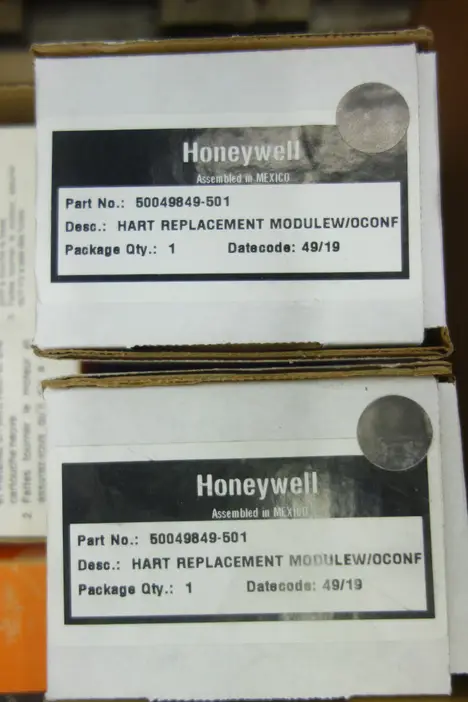 Honeywell
Assembled in MEXICO
Part No.: 50049849-501
Desc.: HART REPLACEMENT MODULEW/OCONF
Package Qty.: 1 Datecode: 49/19
Honeywell
Assembled in MEXICO
Part No.: 50049849-501
Desc.: HART REPLACEMENT MODULEW/OCONF
Package Qty.: 1 Datecode: 49/19